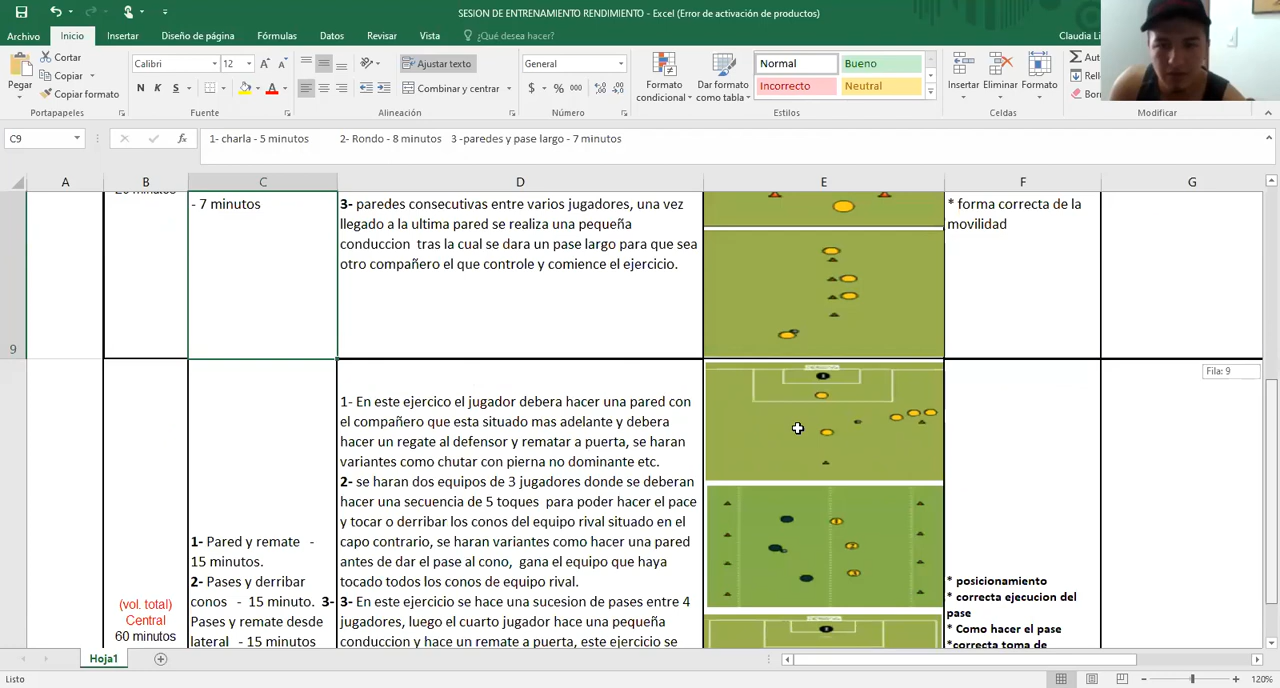 SESION DE ENTRENAMIENTO RENDIMIENTO - Excel (Error de activación de productos)
Archivo Inicio Insertar Diseño de página Fórmulas Datos Revisar Vista ¿Qué desea hacer? Claudia
Pegar
Cortar
Copiar
Copiar formato
Portapapeles
Calibri 12
N K S
Fuente
Ajustar texto
Combinar y centrar
Alineación
General
$ % 000
Número
Formato condicional
Dar formato como tabla
Normal Bueno
Incorrecto Neutral
Estilos
Insertar Eliminar Formato
Celdas
Modificar
C9
fx
1- charla - 5 minutos 2- Rondo - 8 minutos 3 -paredes y pase largo - 7 minutos
A B C D E F G
- 7 minutos
3- paredes consecutivas entre varios jugadores, una vez
llegado a la ultima pared se realiza una pequeña
conduccion tras la cual se dara un pase largo para que sea
otro compañero el que controle y comience el ejercicio.
* forma correcta de la
movilidad
9
Fila: 9
(vol. total)
Central
60 minutos
1- Pared y remate -
15 minutos.
2- Pases y derribar
conos - 15 minuto. 3-
Pases y remate desde
lateral - 15 minutos
1- En este ejercico el jugador debera hacer una pared con
el compañero que esta situado mas adelante y debera
hacer un regate al defensor y rematar a puerta, se haran
variantes como chutar con pierna no dominante etc.
2- se haran dos equipos de 3 jugadores donde se deberan
hacer una secuencia de 5 toques para poder hacer el pace
y tocar o derribar los conos del equipo rival situado en el
capo contrario, se haran variantes como hacer una pared
antes de dar el pase al cono, gana el equipo que haya
tocado todos los conos de equipo rival.
3- En este ejercicio se hace una sucesion de pases entre 4
jugadores, luego el cuarto jugador hace una pequeña
conduccion y hace un remate a puerta, este ejercicio se
* posicionamiento
* correcta ejecution del
pase
* Como hacer el pase
*correcta toma de
Hoja1
Listo
120%